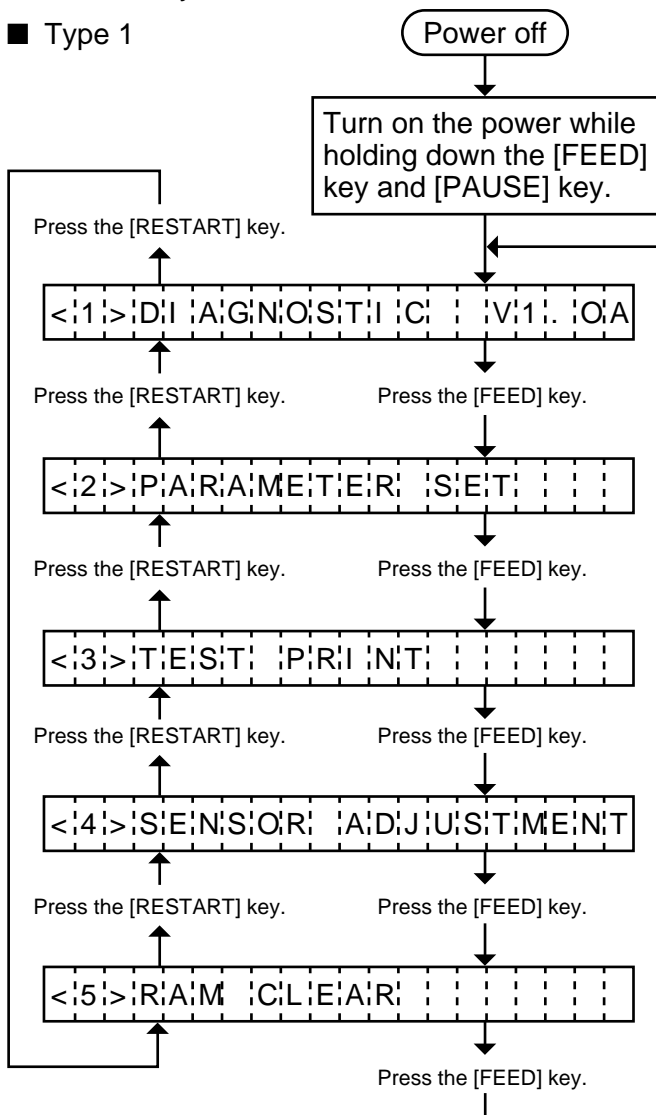 ■ Type 1
Power off
Turn on the power while
holding down the [FEED]
key and [PAUSE] key.
Press the [RESTART] key.
<1>DIAGNOSTIC  V1.OA
Press the [RESTART] key. Press the [FEED] key.
<2>PARAMETER SET
Press the [RESTART] key. Press the [FEED] key.
<3>TEST PRINT
Press the [RESTART] key. Press the [FEED] key.
<4>SENSOR ADJUSTMENT
Press the [RESTART] key. Press the [FEED] key.
<5>RAM CLEAR
Press the [FEED] key.